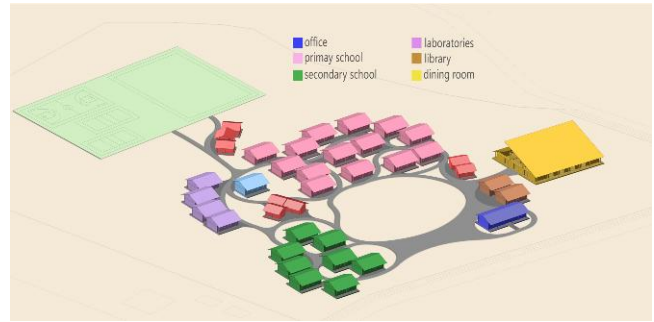 office
primay school
secondary school
laboratories
library
dining room